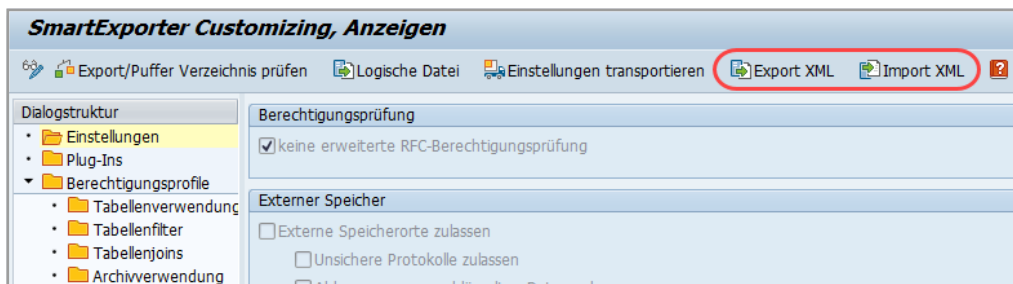 SmartExporter Customizing, Anzeigen
Export/Puffer Verzeichnis prüfen Logische Datei Einstellungen transportieren Export XML Import XML
Dialogstruktur
Einstellungen
Plug-Ins
Berechtigungsprofile
Tabellenverwendung
Tabellenfilter
Tabellenjoins
Archivverwendung
Berechtigungsprüfung
keine erweiterte RFC-Berechtigungsprüfung
Externer Speicher
Externe Speicherorte zulassen
Unsichere Protokolle zulassen